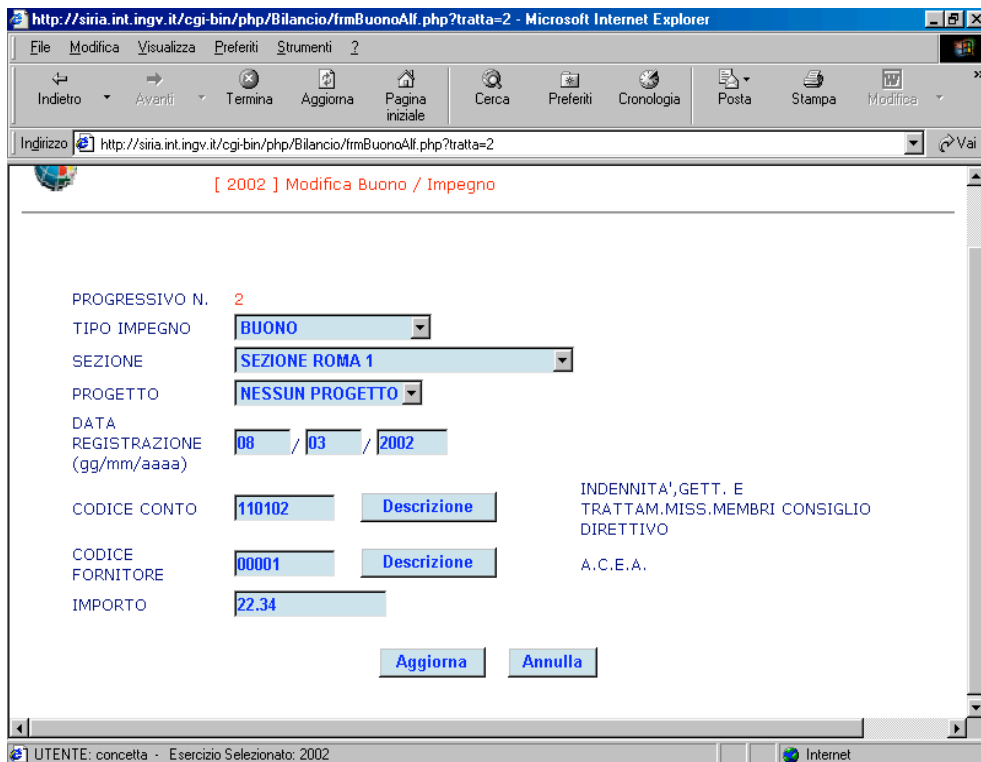 http://siria.int.ingv.it/cgi-bin/php/Bilancio/frmBuonoAlf.php?tratta=2 - Microsoft Internet Explorer
File Modifica Visualizza Preferiti Strumenti ?
Indietro Avanti Termina Aggiorna Pagina iniziale Cerca Preferiti Cronologia Posta Stampa Modifica »
Indirizzo http://siria.int.ingv.it/cgi-bin/php/Bilancio/frmBuonoAlf.php?tratta=2 Vai
[ 2002 ] Modifica Buono / Impegno
PROGRESSIVO N. 2
TIPO IMPEGNO BUONO
SEZIONE SEZIONE ROMA 1
PROGETTO NESSUN PROGETTO
DATA
REGISTRAZIONE 08 / 03 / 2002
(gg/mm/aaaa)
INDENNITA',GETT. E
CODICE CONTO 110102 Descrizione TRATTAM.MISS.MEMBRI CONSIGLIO
DIRETTIVO
CODICE
FORNITORE 00001 Descrizione A.C.E.A.
IMPORTO 22.34
Aggiorna Annulla
UTENTE: concetta - Esercizio Selezionato: 2002 Internet